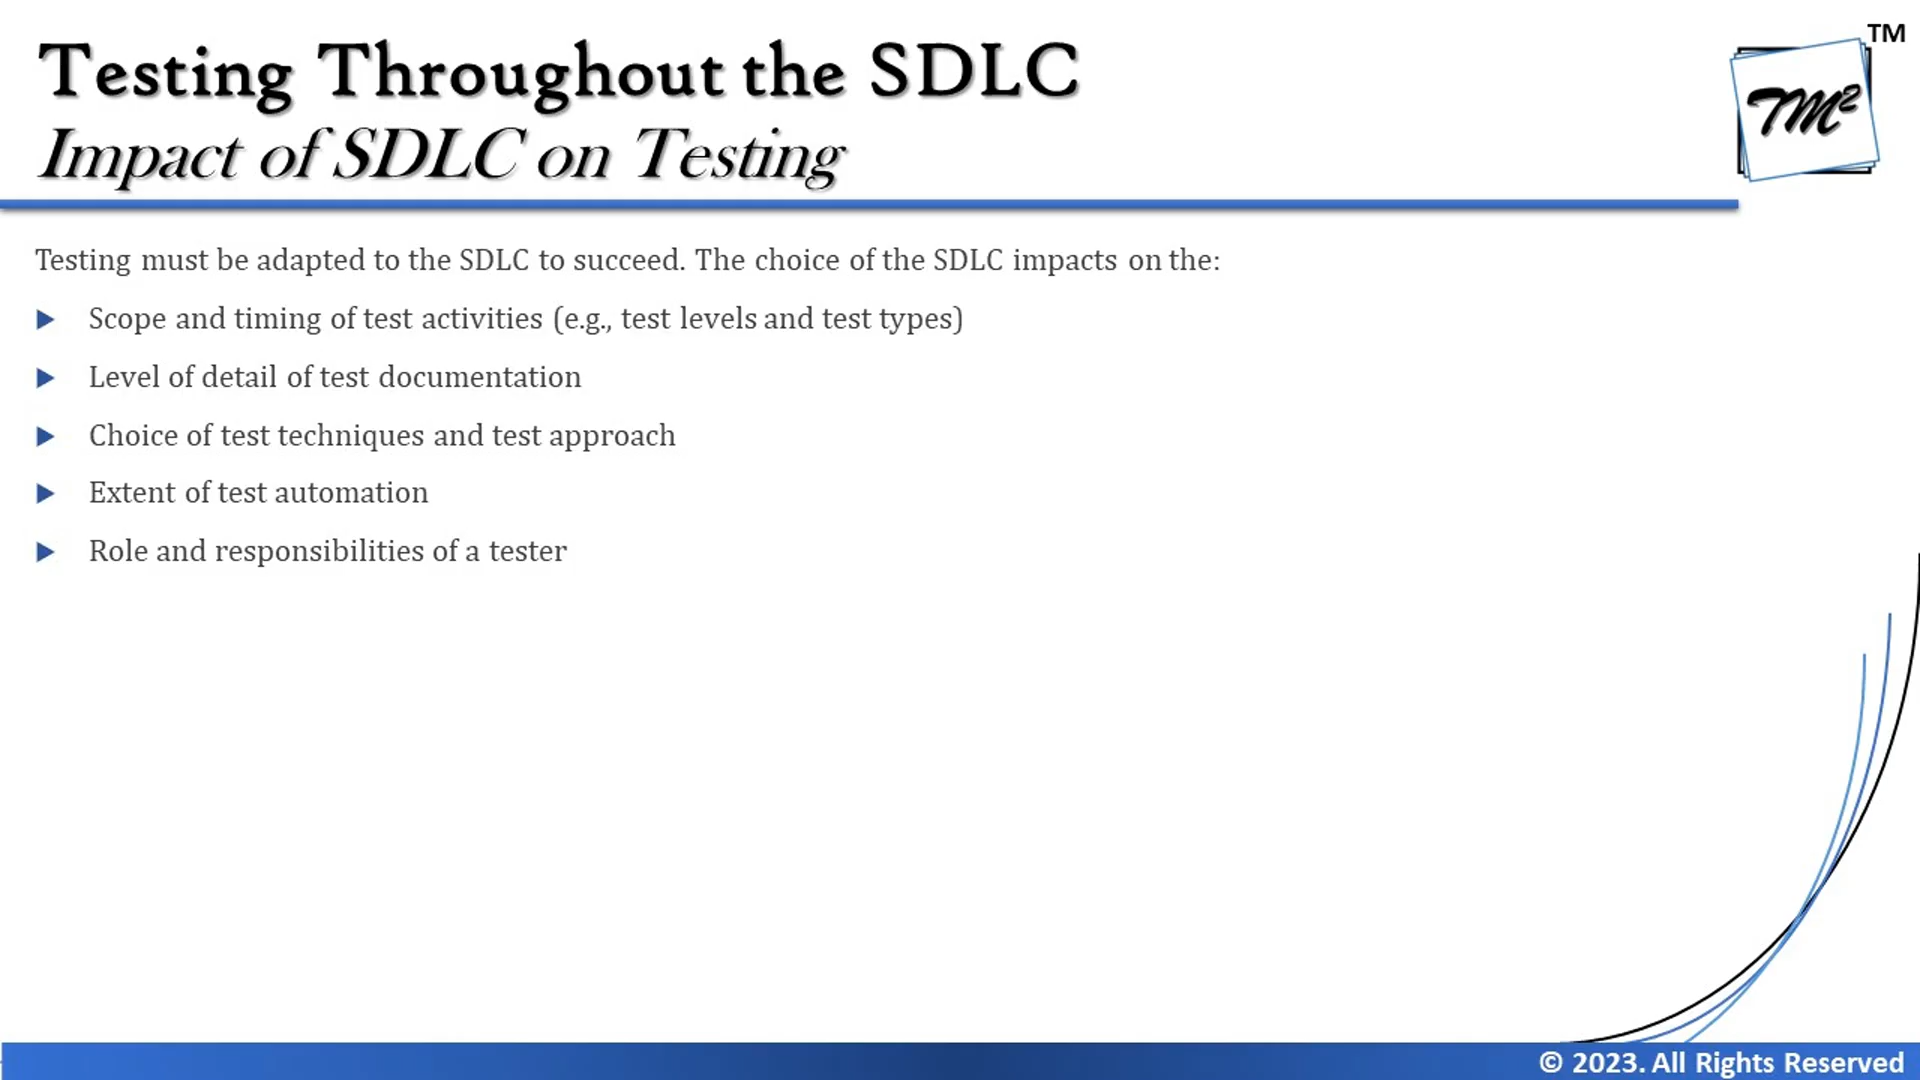 Testing Throughout the SDLC
TM
Impact of SDLC on Testing
TM²
Testing must be adapted to the SDLC to succeed. The choice of the SDLC impacts on the:
Scope and timing of test activities (e.g., test levels and test types)
Level of detail of test documentation
Choice of test techniques and test approach
Extent of test automation
Role and responsibilities of a tester
© 2023. All Rights Reserved